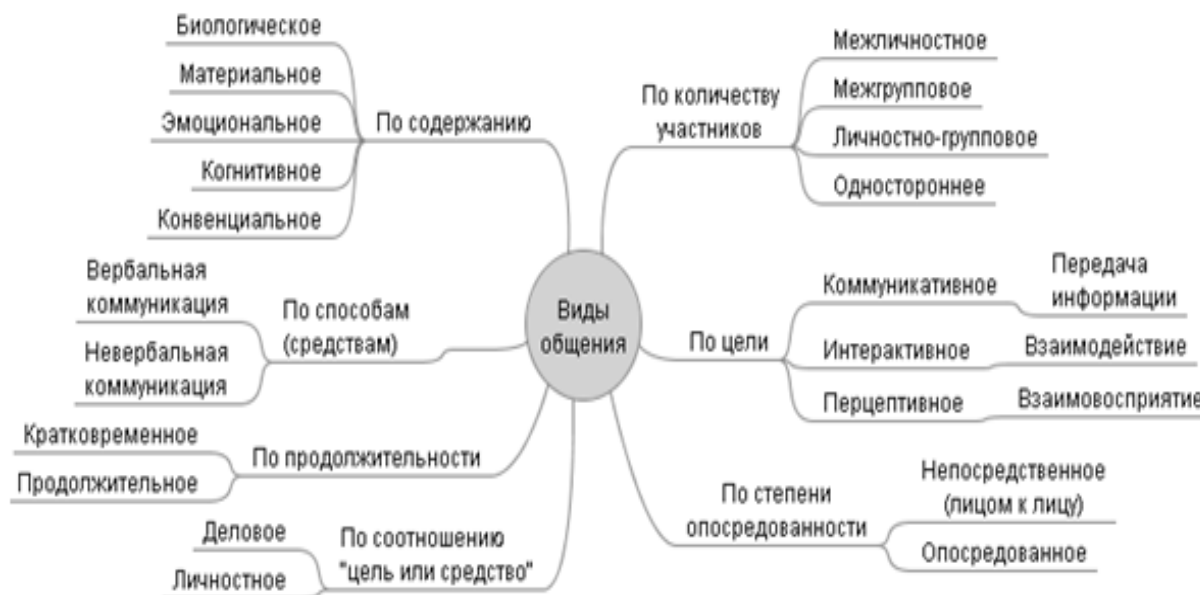 Виды
общения
По содержанию
Биологическое
Материальное
Эмоциональное
Когнитивное
Конвенциальное
По способам
(средствам)
Вербальная
коммуникация
Невербальная
коммуникация
По продолжительности
Кратковременное
Продолжительное
По соотношению
"цель или средство"
Деловое
Личностное
По количеству
участников
Межличностное
Межгрупповое
Личностно-групповое
Одностороннее
По цели
Коммуникативное
Передача
информации
Интерактивное
Взаимодействие
Перцептивное
Взаимовосприятие
По степени
опосредованности
Непосредственное
(лицом к лицу)
Опосредованное